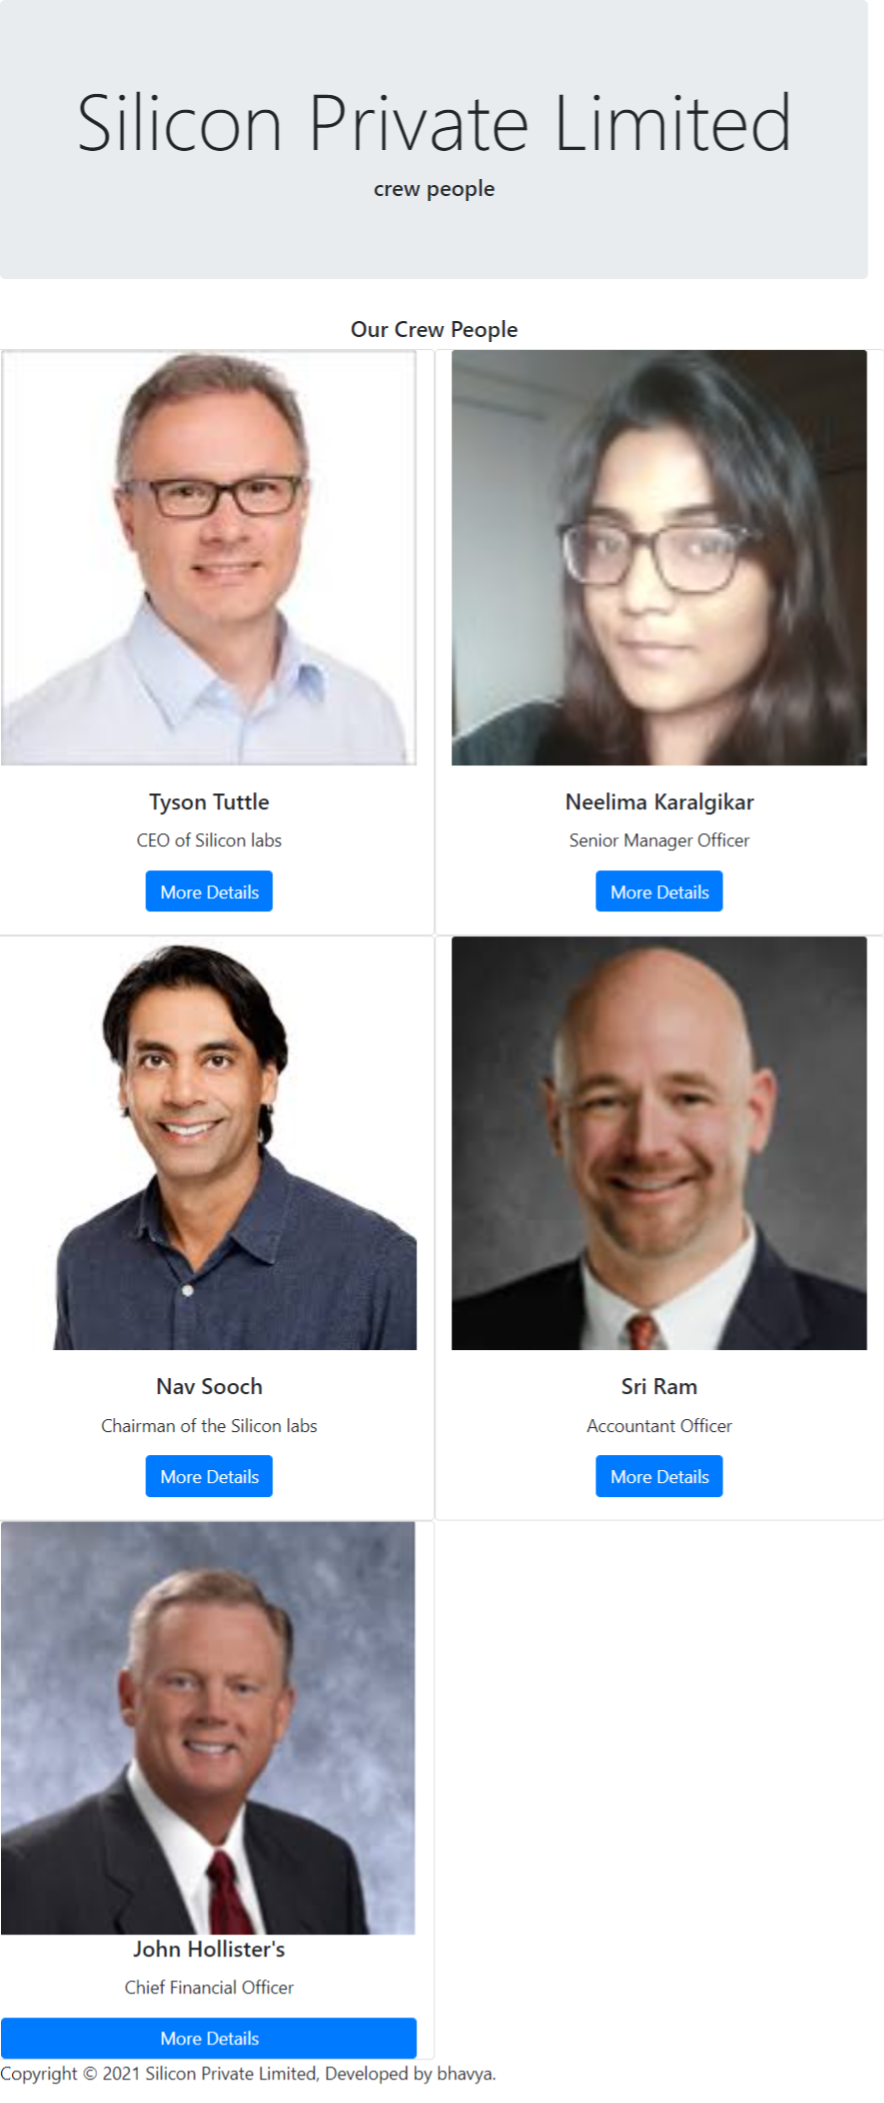 Silicon Private Limited
crew people
Our Crew People
Tyson Tuttle
CEO of Silicon labs
More Details
Neelima Karalgikar
Senior Manager Officer
More Details
Nav Sooch
Chairman of the Silicon labs
More Details
Sri Ram
Accountant Officer
More Details
John Hollister's
Chief Financial Officer
More Details
Copyright © 2021 Silicon Private Limited, Developed by bhavya.